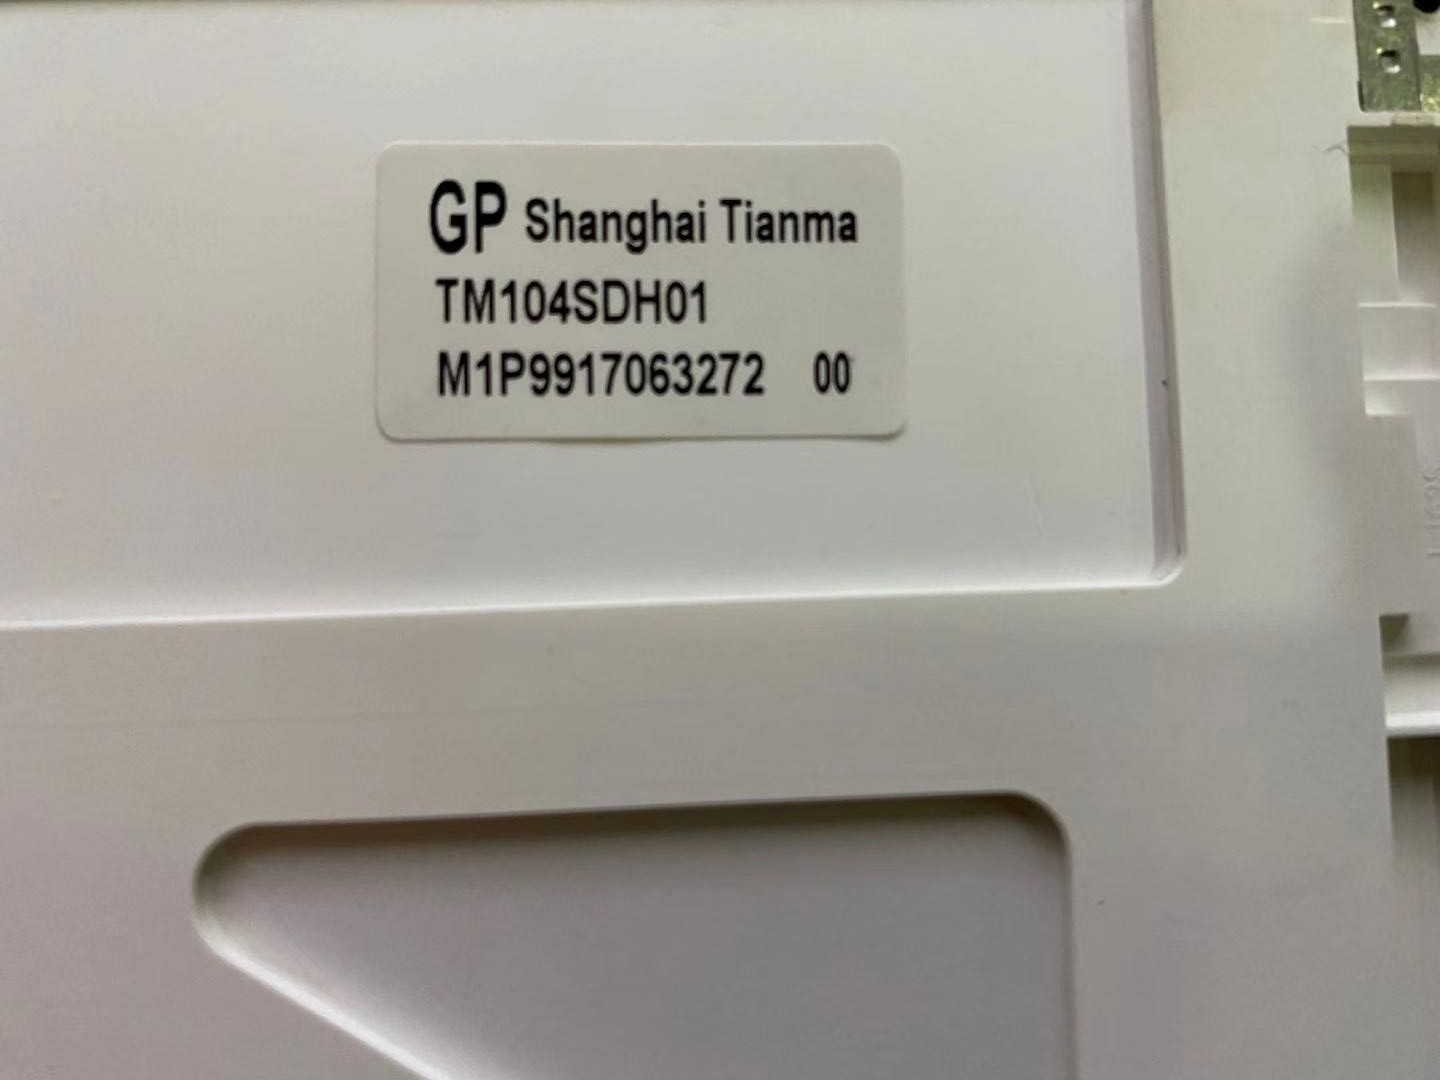 GP Shanghai Tianma
TM104SDH01
M1P9917063272 00